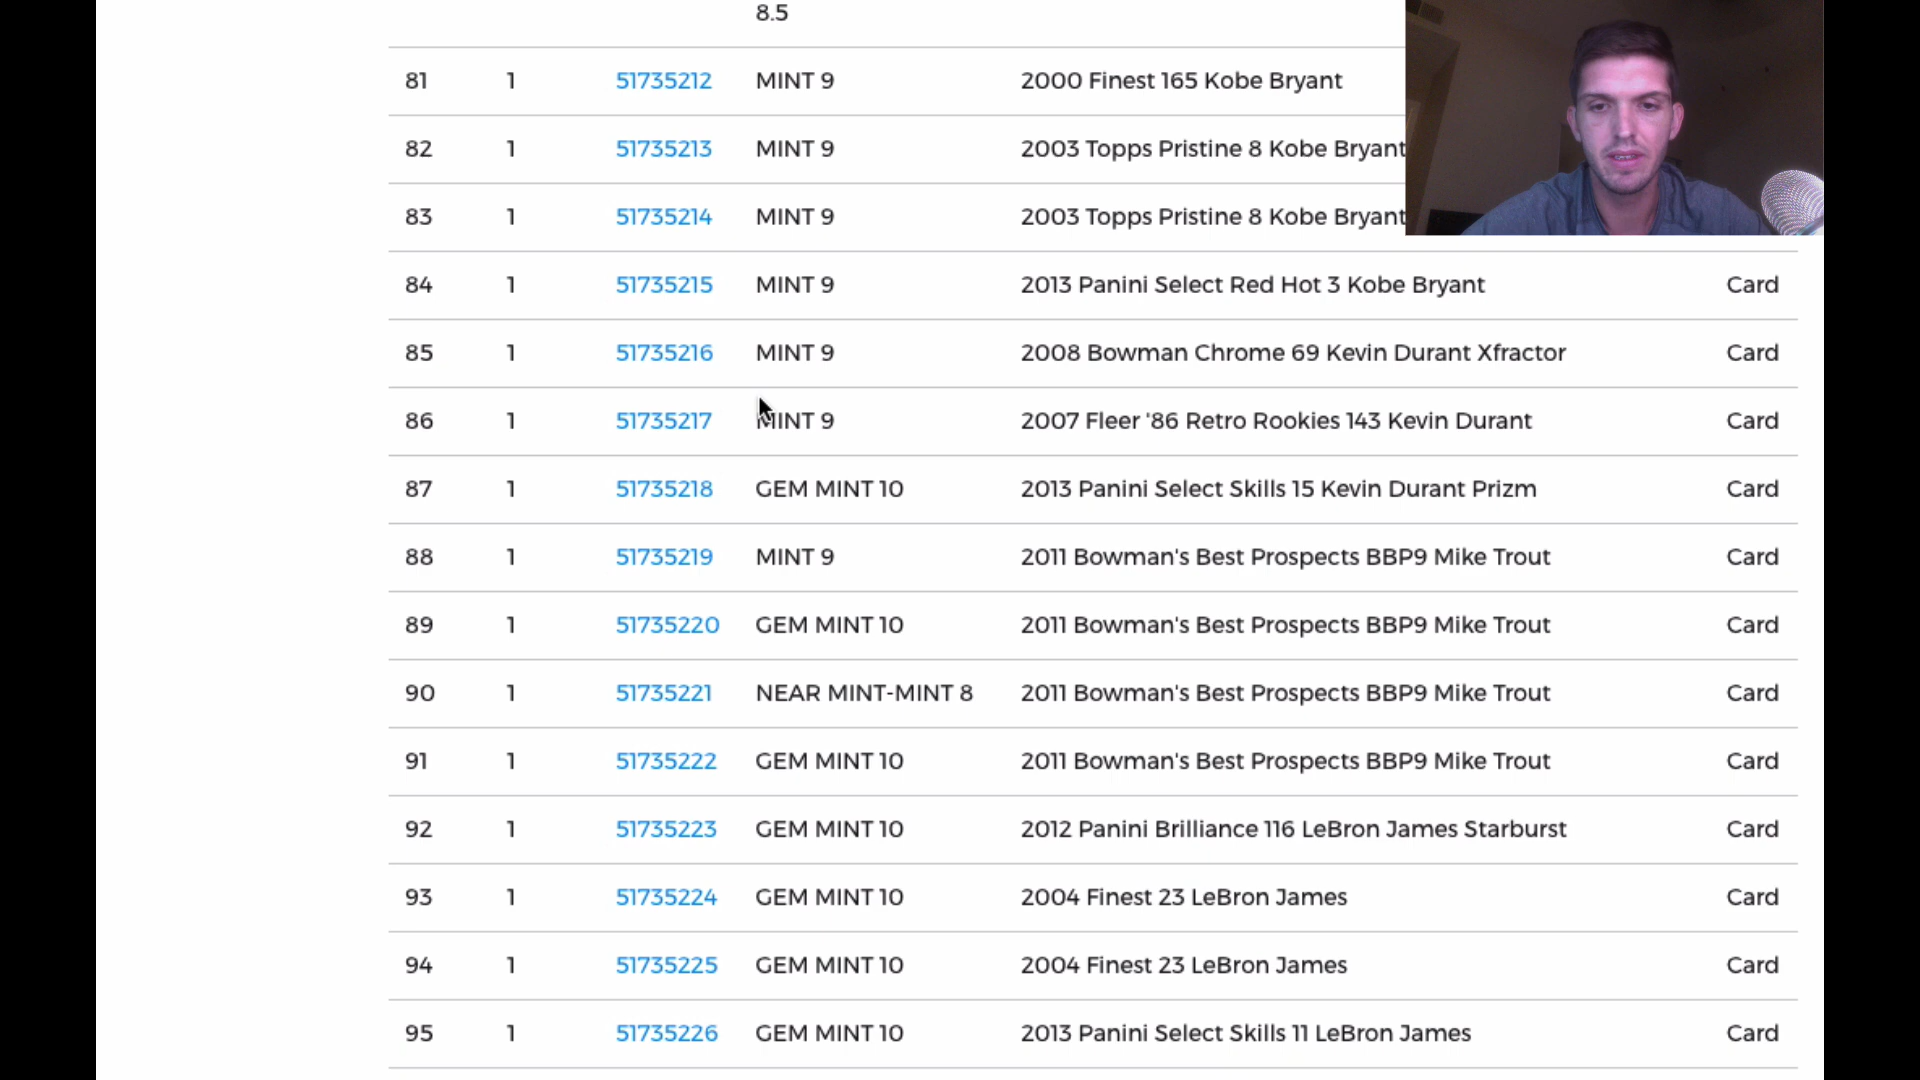 8.5
81 1 51735212 MINT 9 2000 Finest 165 Kobe Bryant
82 1 51735213 MINT 9 2003 Topps Pristine 8 Kobe Bryant
83 1 51735214 MINT 9 2003 Topps Pristine 8 Kobe Bryant
84 1 51735215 MINT 9 2013 Panini Select Red Hot 3 Kobe Bryant Card
85 1 51735216 MINT 9 2008 Bowman Chrome 69 Kevin Durant Xfractor Card
86 1 51735217 MINT 9 2007 Fleer '86 Retro Rookies 143 Kevin Durant Card
87 1 51735218 GEM MINT 10 2013 Panini Select Skills 15 Kevin Durant Prizm Card
88 1 51735219 MINT 9 2011 Bowman's Best Prospects BBP9 Mike Trout Card
89 1 51735220 GEM MINT 10 2011 Bowman's Best Prospects BBP9 Mike Trout Card
90 1 51735221 NEAR MINT-MINT 8 2011 Bowman's Best Prospects BBP9 Mike Trout Card
91 1 51735222 GEM MINT 10 2011 Bowman's Best Prospects BBP9 Mike Trout Card
92 1 51735223 GEM MINT 10 2012 Panini Brilliance 116 LeBron James Starburst Card
93 1 51735224 GEM MINT 10 2004 Finest 23 LeBron James Card
94 1 51735225 GEM MINT 10 2004 Finest 23 LeBron James Card
95 1 51735226 GEM MINT 10 2013 Panini Select Skills 11 LeBron James Card